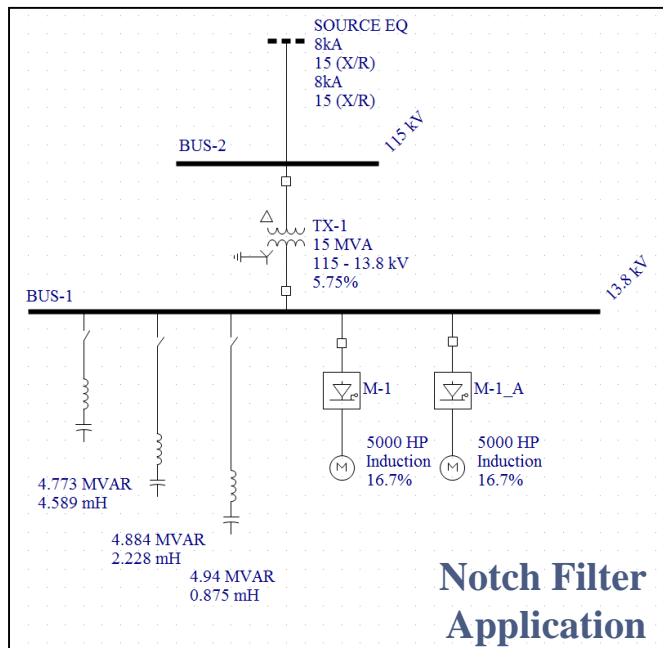 SOURCE EQ
8kA
15 (X/R)
8kA
15 (X/R)
115 kV
BUS-2
TX-1
15 MVA
115 - 13.8 kV
5.75%
13.8 kV
BUS-1
M-1
M-1_A
5000 HP
Induction
16.7%
M
5000 HP
Induction
16.7%
M
4.773 MVAR
4.589 mH
4.884 MVAR
2.228 mH
4.94 MVAR
0.875 mH
Notch Filter
Application